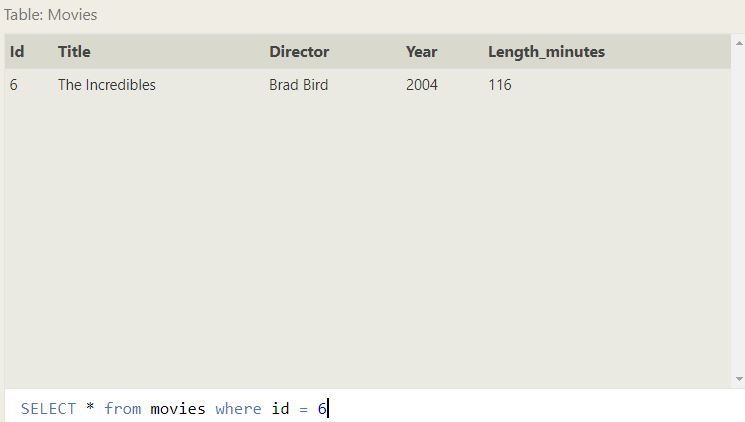 Table: Movies
Id Title Director Year Length_minutes
6 The Incredibles Brad Bird 2004 116
SELECT * from movies where id = 6